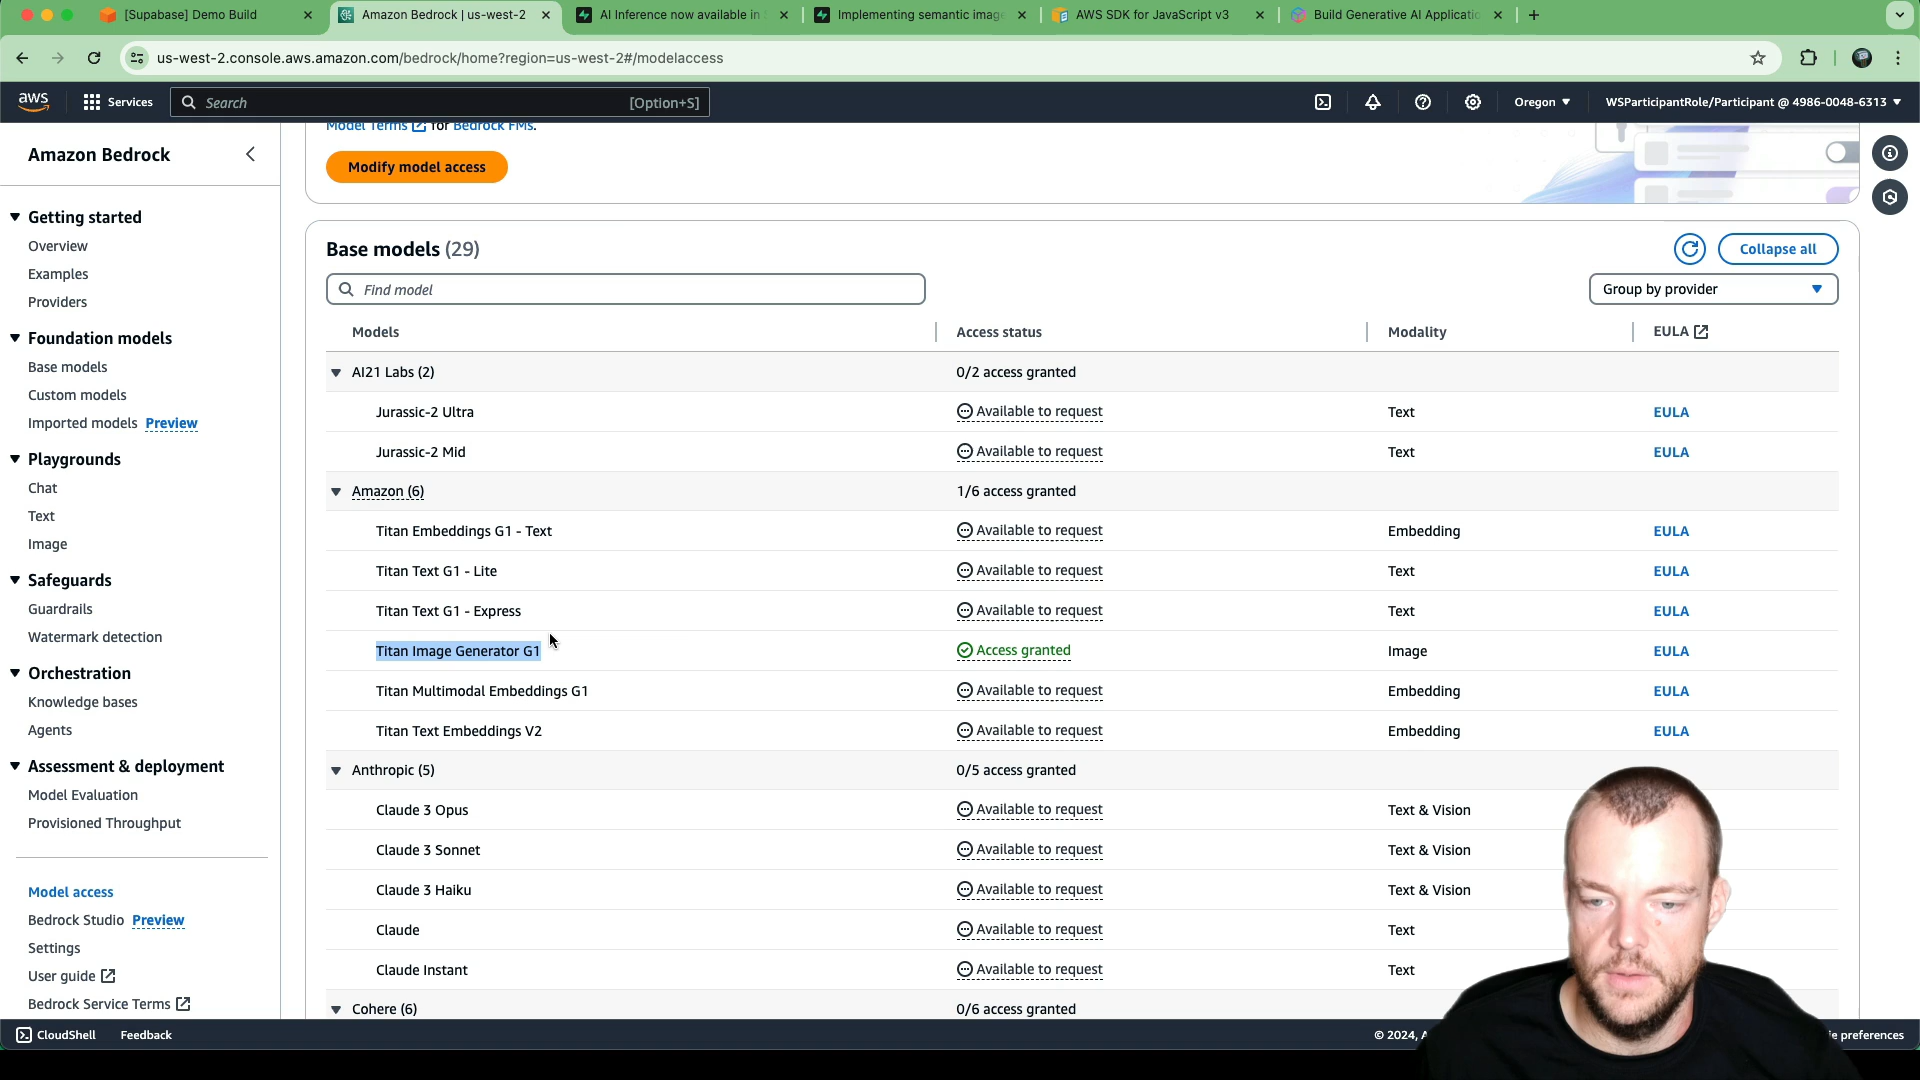 [Supabase] Demo Build
Amazon Bedrock | us-west-2
AI Inference now available in
Implementing semantic image
AWS SDK for JavaScript v3
Build Generative AI Applicatio
us-west-2.console.aws.amazon.com/bedrock/home?region=us-west-2#/modelaccess
aws
Services
Search
[Option+S]
Oregon
WSParticipantRole/Participant @ 4986-0048-6313
Amazon Bedrock
Getting started
Overview
Examples
Providers
Foundation models
Base models
Custom models
Imported models Preview
Playgrounds
Chat
Text
Image
Safeguards
Guardrails
Watermark detection
Orchestration
Knowledge bases
Agents
Assessment & deployment
Model Evaluation
Provisioned Throughput
Model access
Bedrock Studio Preview
Settings
User guide
Bedrock Service Terms
Model Terms for Bedrock FMs.
Modify model access
Base models (29)
Collapse all
Find model
Group by provider
Models Access status Modality EULA
AI21 Labs (2) 0/2 access granted
Jurassic-2 Ultra Available to request Text EULA
Jurassic-2 Mid Available to request Text EULA
Amazon (6) 1/6 access granted
Titan Embeddings G1 - Text Available to request Embedding EULA
Titan Text G1 - Lite Available to request Text EULA
Titan Text G1 - Express Available to request Text EULA
Titan Image Generator G1 Access granted Image EULA
Titan Multimodal Embeddings G1 Available to request Embedding EULA
Titan Text Embeddings V2 Available to request Embedding EULA
Anthropic (5) 0/5 access granted
Claude 3 Opus Available to request Text & Vision
Claude 3 Sonnet Available to request Text & Vision
Claude 3 Haiku Available to request Text & Vision
Claude Available to request Text
Claude Instant Available to request Text
Cohere (6) 0/6 access granted
CloudShell
Feedback
© 2024, A
preferences